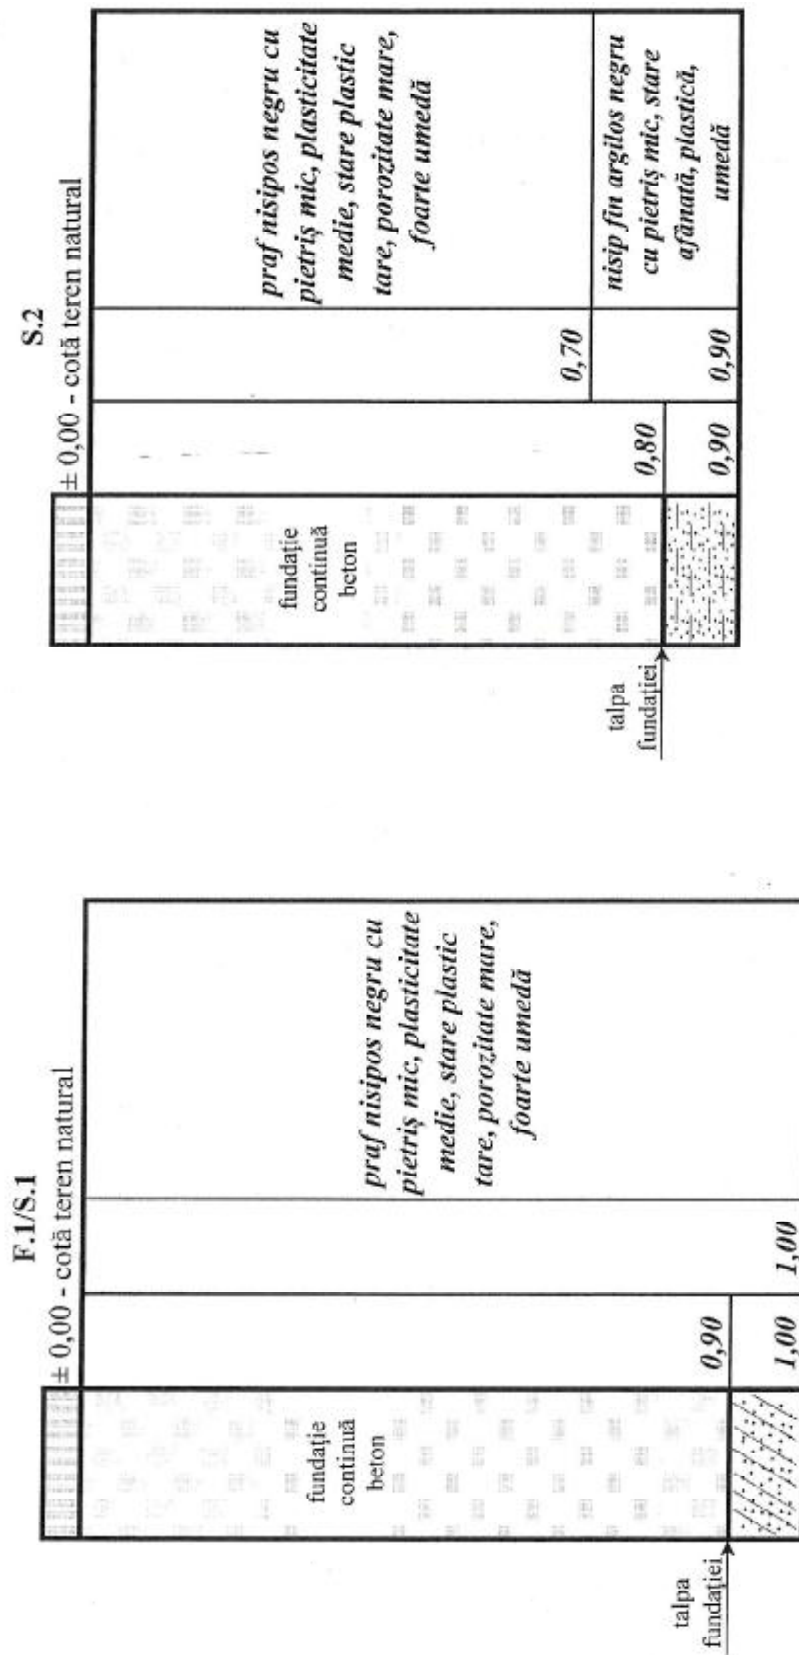 F.1/S.1
± 0,00 - cotă teren natural
fundație
continuă
beton
0,90
1,00
1,00
praf nisipos negru cu
pietriș mic, plasticitate
medie, stare plastic
tare, porozitate mare,
foarte umedă
talpa
fundației
S.2
± 0,00 - cotă teren natural
fundație
continuă
beton
0,80
0,90
0,70
0,90
praf nisipos negru cu
pietriș mic, plasticitate
medie, stare plastic
tare, porozitate mare,
foarte umedă
nisip fin argilos negru
cu pietriș mic, stare
afânată, plastică,
umedă
talpa
fundației